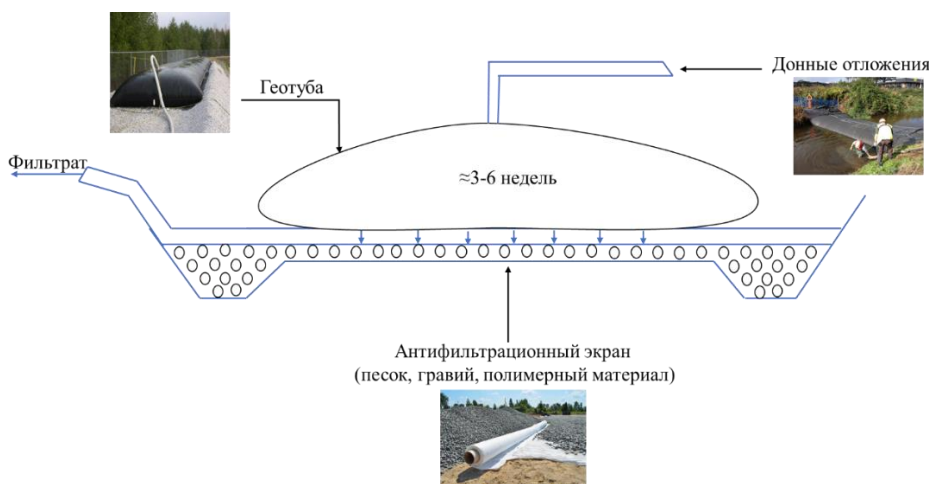 Донные отложения
Геотуба
Фильтрат
≈3-6 недель
Антифильтрационный экран
(песок, гравий, полимерный материал)